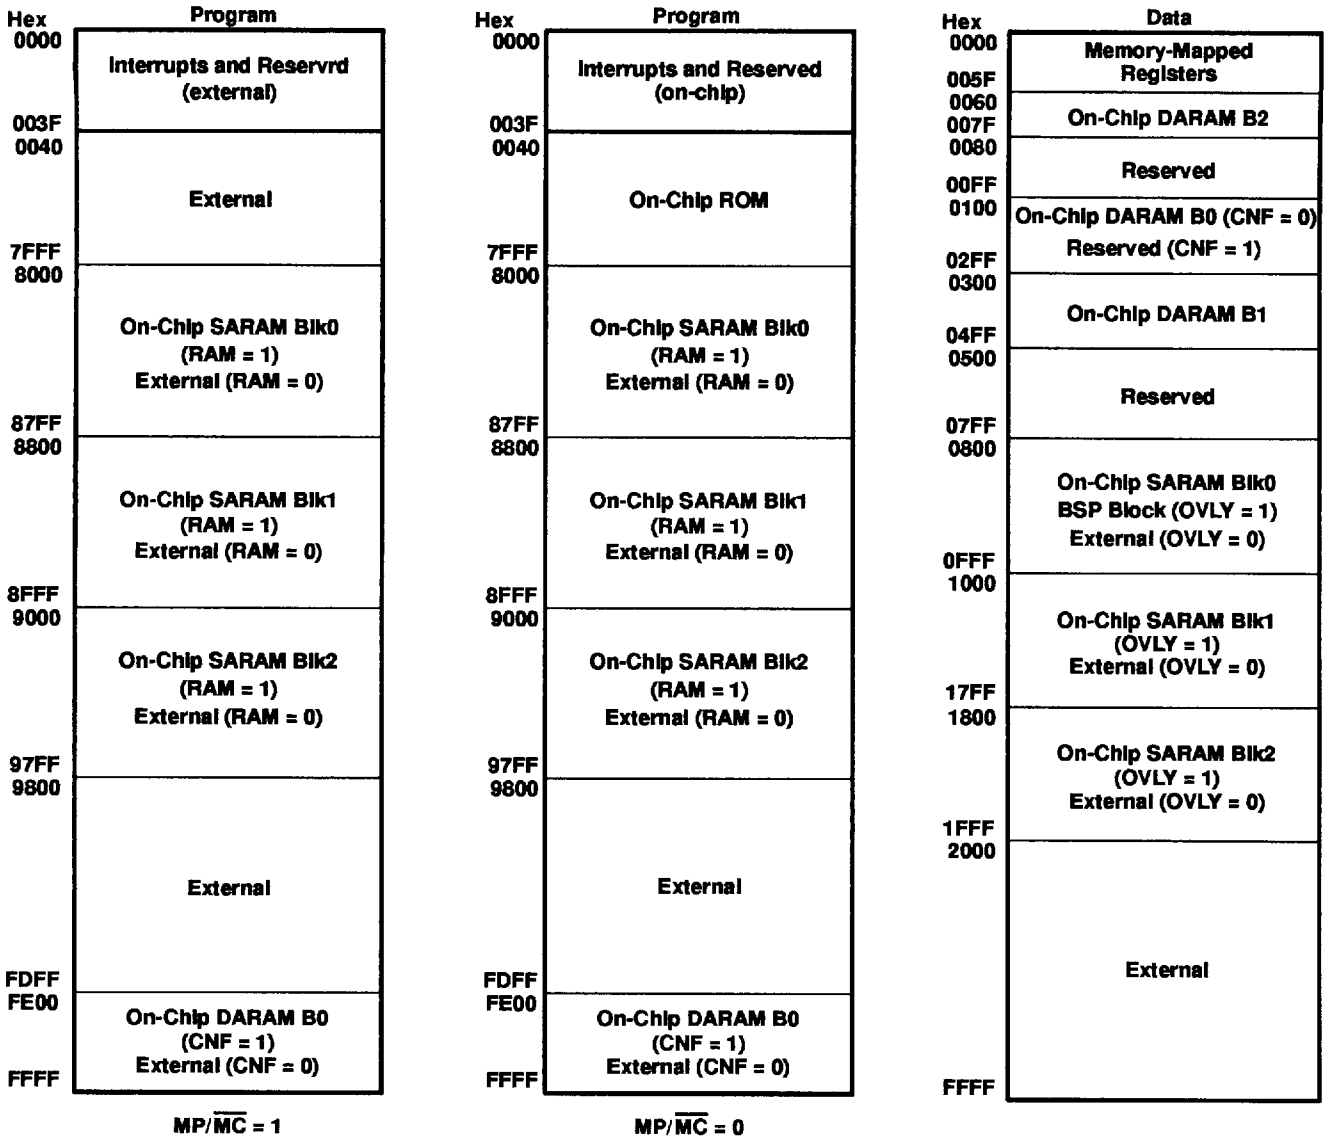 Hex
Program
0000
Interrupts and Reservrd
(external)
003F
0040
External
7FFF
8000
On-Chip SARAM Blk0
(RAM = 1)
External (RAM = 0)
87FF
8800
On-Chip SARAM Blk1
(RAM = 1)
External (RAM = 0)
8FFF
9000
On-Chip SARAM Blk2
(RAM = 1)
External (RAM = 0)
97FF
9800
External
FDFF
FE00
On-Chip DARAM B0
(CNF = 1)
External (CNF = 0)
FFFF
MP/M̅C̅ = 1
Hex
Program
0000
Interrupts and Reserved
(on-chip)
003F
0040
On-Chip ROM
7FFF
8000
On-Chip SARAM Blk0
(RAM = 1)
External (RAM = 0)
87FF
8800
On-Chip SARAM Blk1
(RAM = 1)
External (RAM = 0)
8FFF
9000
On-Chip SARAM Blk2
(RAM = 1)
External (RAM = 0)
97FF
9800
External
FDFF
FE00
On-Chip DARAM B0
(CNF = 1)
External (CNF = 0)
FFFF
MP/M̅C̅ = 0
Hex
Data
0000
Memory-Mapped
Registers
005F
0060
On-Chip DARAM B2
007F
0080
Reserved
00FF
0100
On-Chip DARAM B0 (CNF = 0)
Reserved (CNF = 1)
02FF
0300
On-Chip DARAM B1
04FF
0500
Reserved
07FF
0800
On-Chip SARAM Blk0
BSP Block (OVLY = 1)
External (OVLY = 0)
0FFF
1000
On-Chip SARAM Blk1
(OVLY = 1)
External (OVLY = 0)
17FF
1800
On-Chip SARAM Blk2
(OVLY = 1)
External (OVLY = 0)
1FFF
2000
External
FFFF